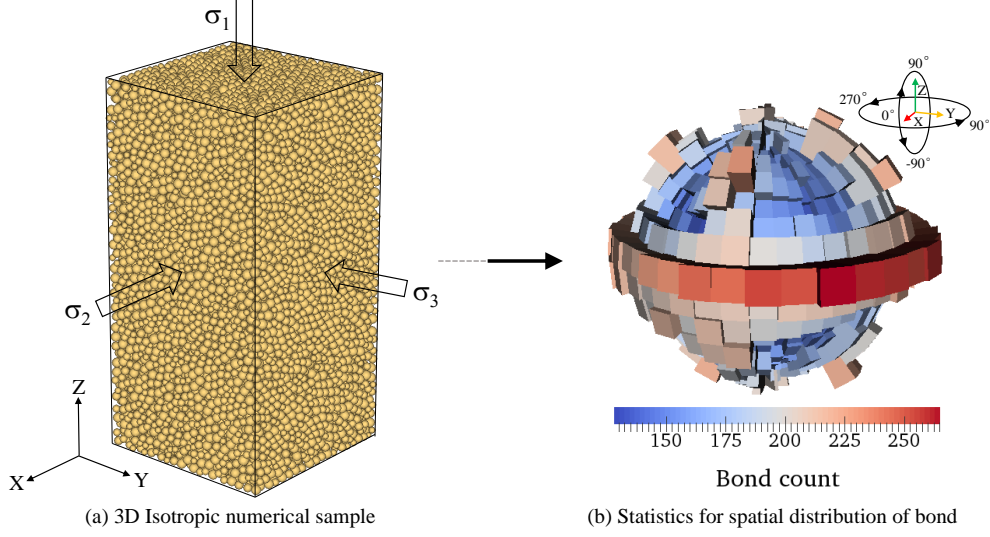 σ1
σ2
σ3
Z
X
Y
(a) 3D Isotropic numerical sample
90°
Z
270°
0°
X
Y
90°
-90°
150 175 200 225 250
Bond count
(b) Statistics for spatial distribution of bond